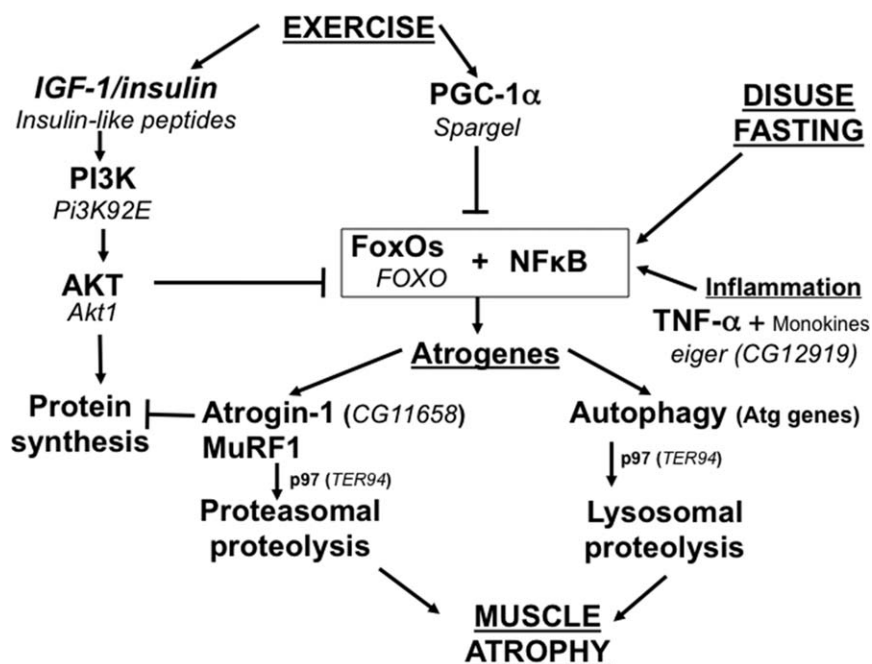 EXERCISE
IGF-1/insulin
Insulin-like peptides
PGC-1α
Spargel
DISUSE
FASTING
PI3K
Pi3K92E
FoxOs + NFκB
FOXO
AKT
Akt1
Inflammation
TNF-α + Monokines
eiger (CG12919)
Atrogenes
Protein
synthesis
Atrogin-1 (CG11658)
MuRF1
Autophagy (Atg genes)
p97 (TER94)
p97 (TER94)
Proteasomal
proteolysis
Lysosomal
proteolysis
MUSCLE
ATROPHY